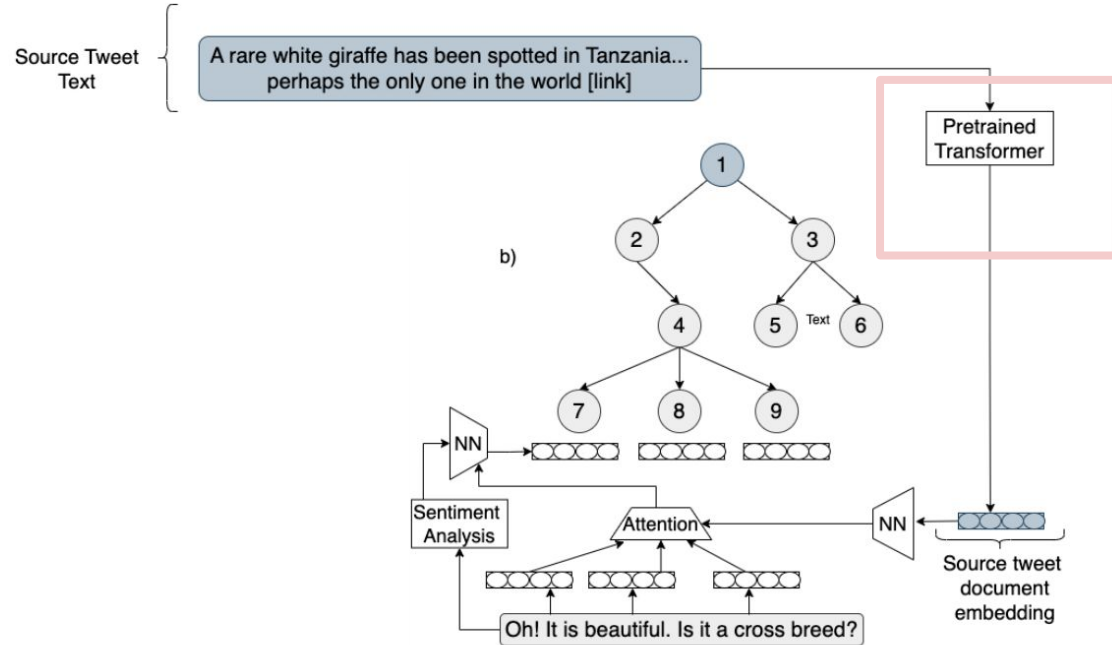 Source Tweet
Text
A rare white giraffe has been spotted in Tanzania...
perhaps the only one in the world [link]
Pretrained
Transformer
1
2
3
b)
4
5
Text
6
7
8
9
NN
Sentiment
Analysis
Attention
NN
Source tweet
document
embedding
Oh! It is beautiful. Is it a cross breed?